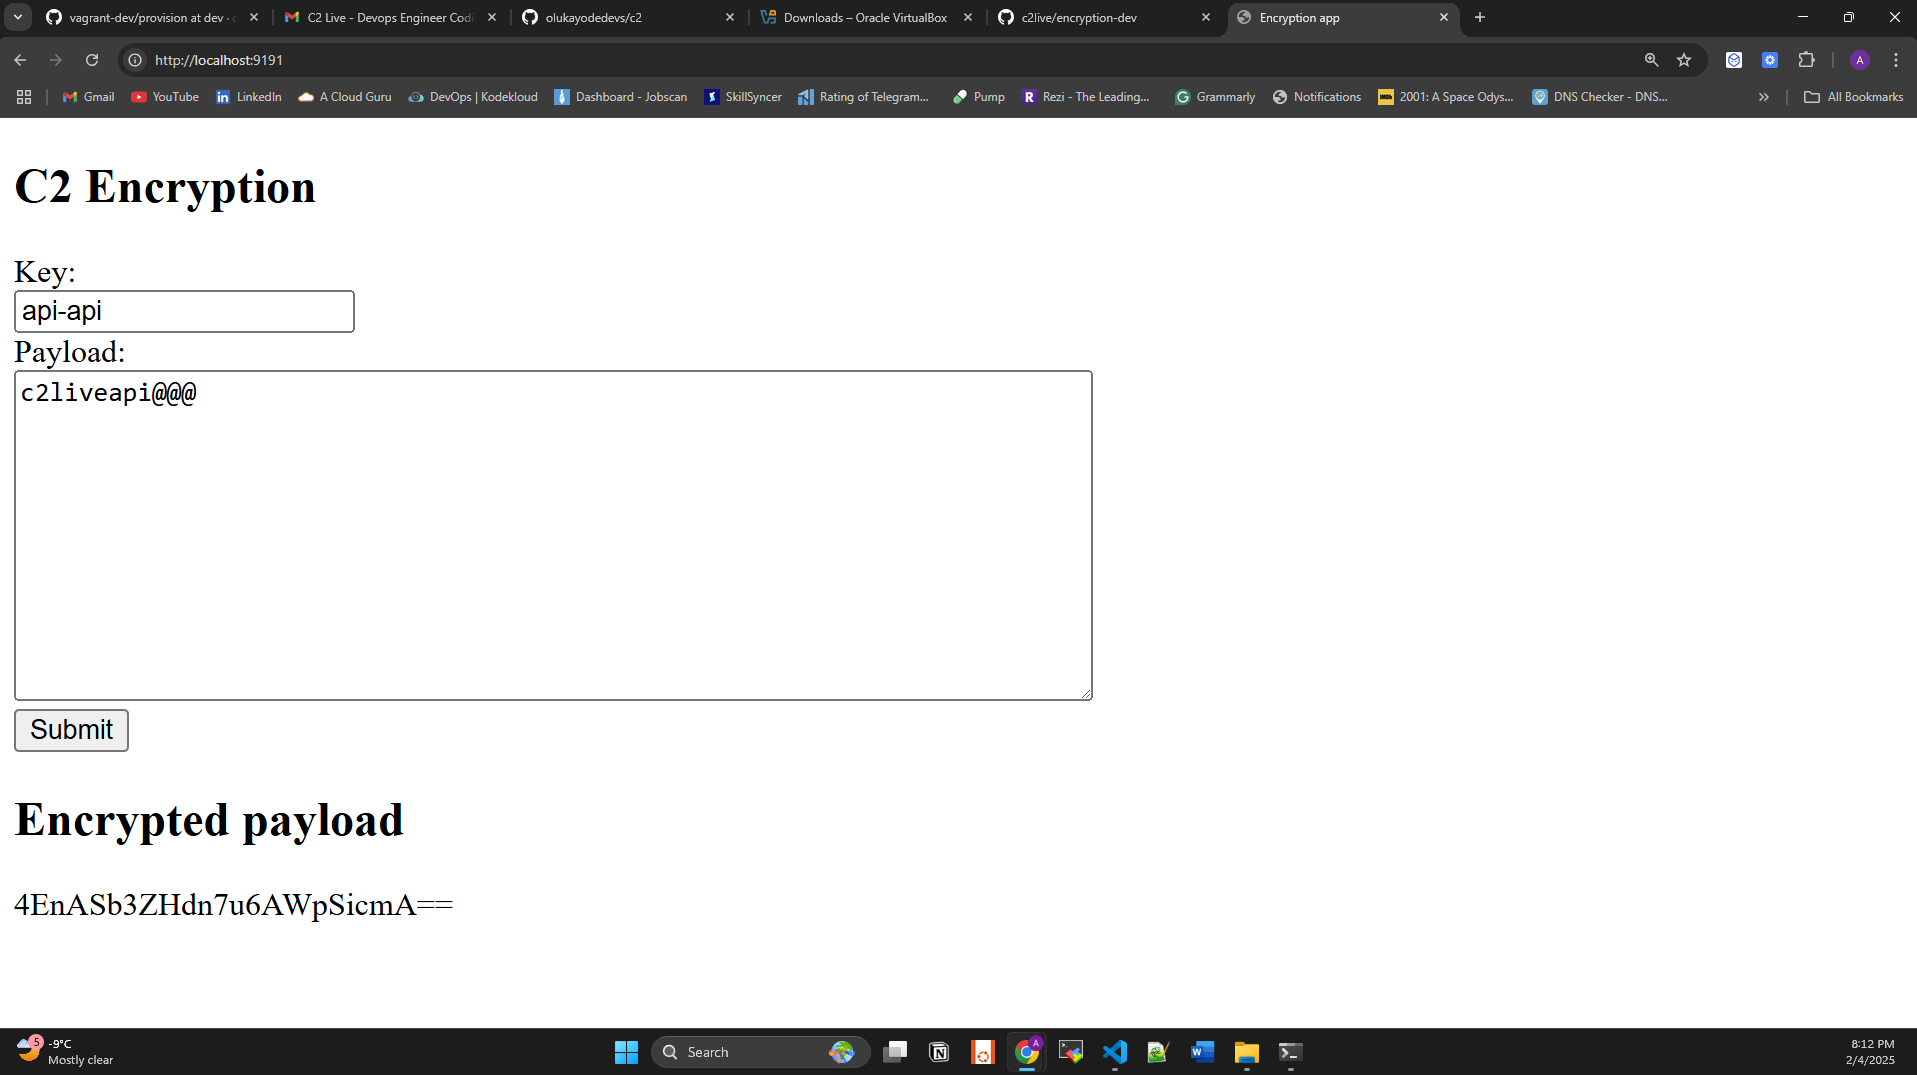 vagrant-dev/provision at dev · c
C2 Live - Devops Engineer Codi
olukayodedevs/c2
Downloads – Oracle VirtualBox
c2live/encryption-dev
Encryption app
http://localhost:9191
A
Gmail
YouTube
LinkedIn
A Cloud Guru
DevOps | Kodekloud
Dashboard - Jobscan
SkillSyncer
Rating of Telegram...
Pump
Rezi - The Leading...
Grammarly
Notifications
2001: A Space Odys...
DNS Checker - DNS...
All Bookmarks
C2 Encryption
Key:
api-api
Payload:
c2liveapi@@@
Submit
Encrypted payload
4EnASb3ZHdn7u6AWpSicmA==
5
-9°C
Mostly clear
Search
A
8:12 PM
2/4/2025